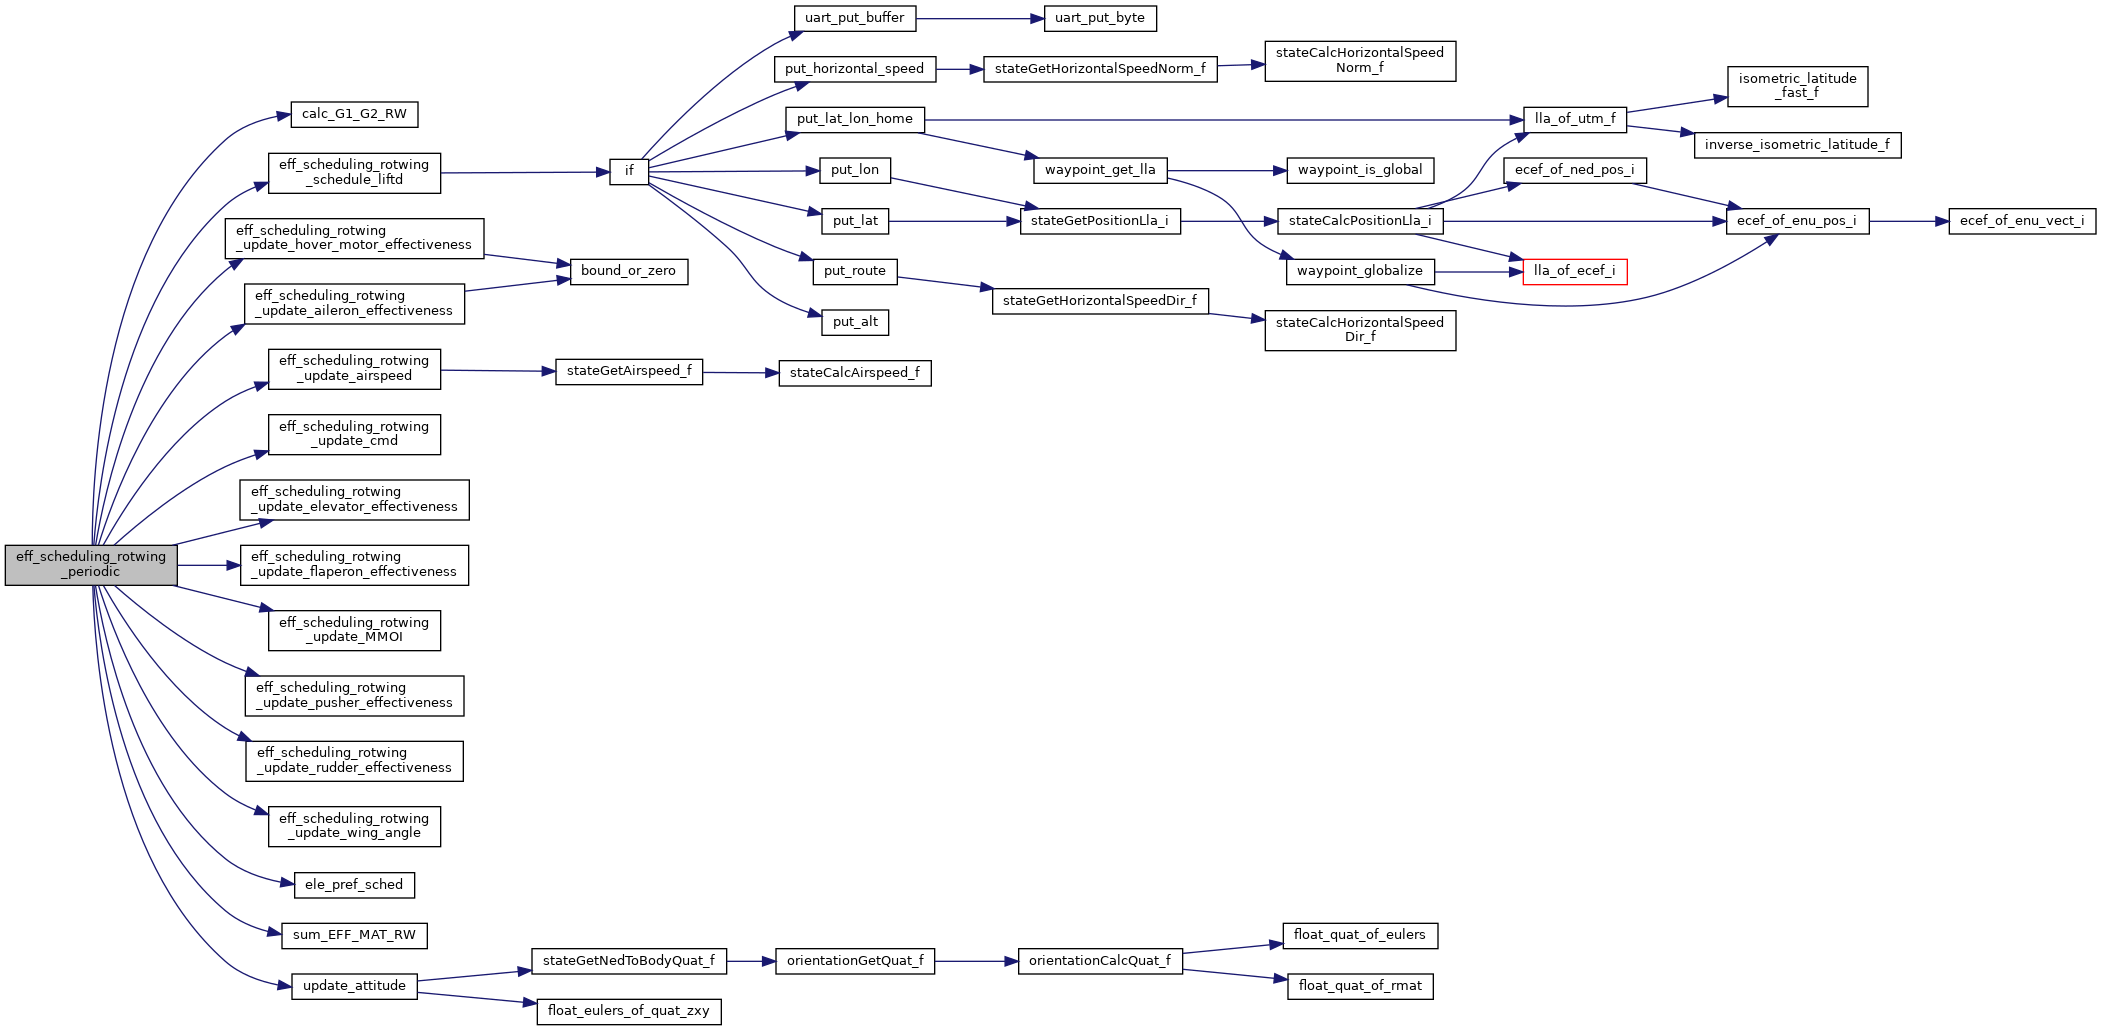 uart_put_buffer
uart_put_byte
stateCalcHorizontalSpeed
Norm_f
put_horizontal_speed
stateGetHorizontalSpeedNorm_f
isometric_latitude
_fast_f
calc_G1_G2_RW
put_lat_lon_home
lla_of_utm_f
inverse_isometric_latitude_f
eff_scheduling_rotwing
_schedule_liftd
if
put_lon
waypoint_get_lla
waypoint_is_global
ecef_of_ned_pos_i
put_lat
stateGetPositionLla_i
stateCalcPositionLla_i
ecef_of_enu_pos_i
ecef_of_enu_vect_i
eff_scheduling_rotwing
_update_hover_motor_effectiveness
bound_or_zero
put_route
waypoint_globalize
lla_of_ecef_i
eff_scheduling_rotwing
_update_aileron_effectiveness
stateGetHorizontalSpeedDir_f
put_alt
stateCalcHorizontalSpeed
Dir_f
eff_scheduling_rotwing
_update_airspeed
stateGetAirspeed_f
stateCalcAirspeed_f
eff_scheduling_rotwing
_update_cmd
eff_scheduling_rotwing
_update_elevator_effectiveness
eff_scheduling_rotwing
_periodic
eff_scheduling_rotwing
_update_flaperon_effectiveness
eff_scheduling_rotwing
_update_MMOI
eff_scheduling_rotwing
_update_pusher_effectiveness
eff_scheduling_rotwing
_update_rudder_effectiveness
eff_scheduling_rotwing
_update_wing_angle
ele_pref_sched
sum_EFF_MAT_RW
float_quat_of_eulers
stateGetNedToBodyQuat_f
orientationGetQuat_f
orientationCalcQuat_f
update_attitude
float_quat_of_rmat
float_eulers_of_quat_zxy